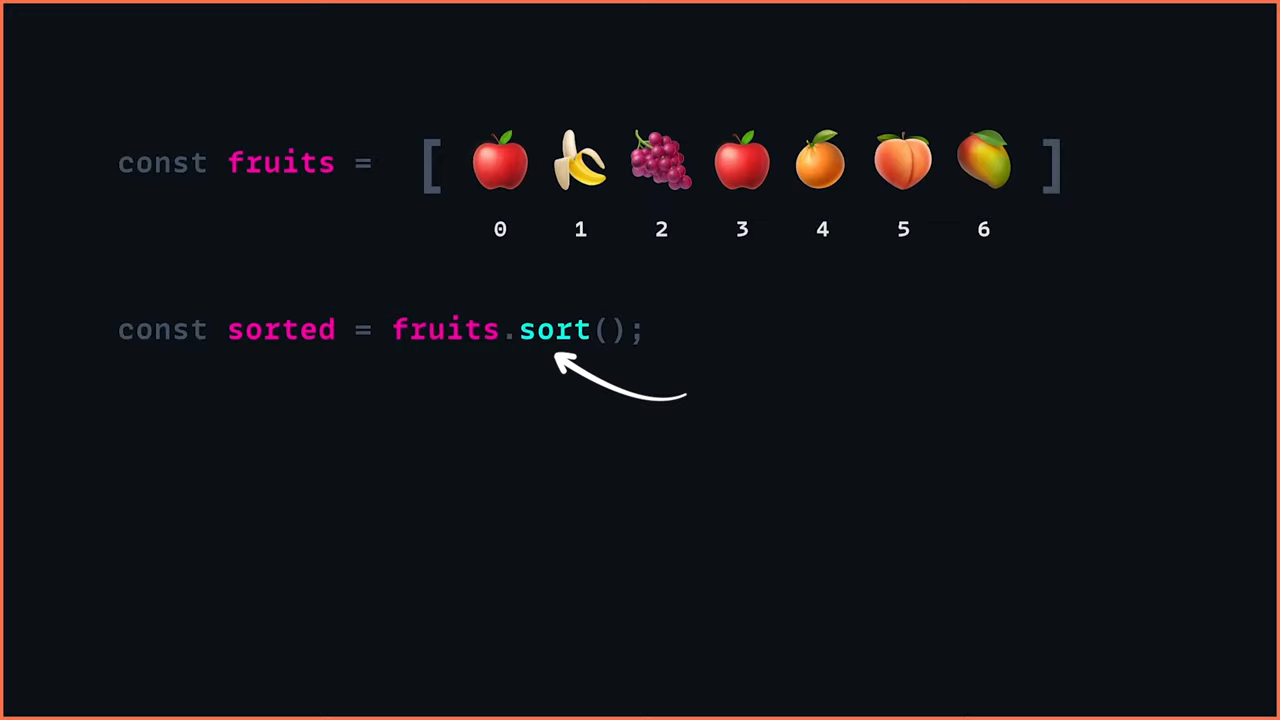 const fruits = [ 🍎 🍌 🍇 🍎 🍊 🍑 🥭 ]
0 1 2 3 4 5 6
const sorted = fruits.sort();